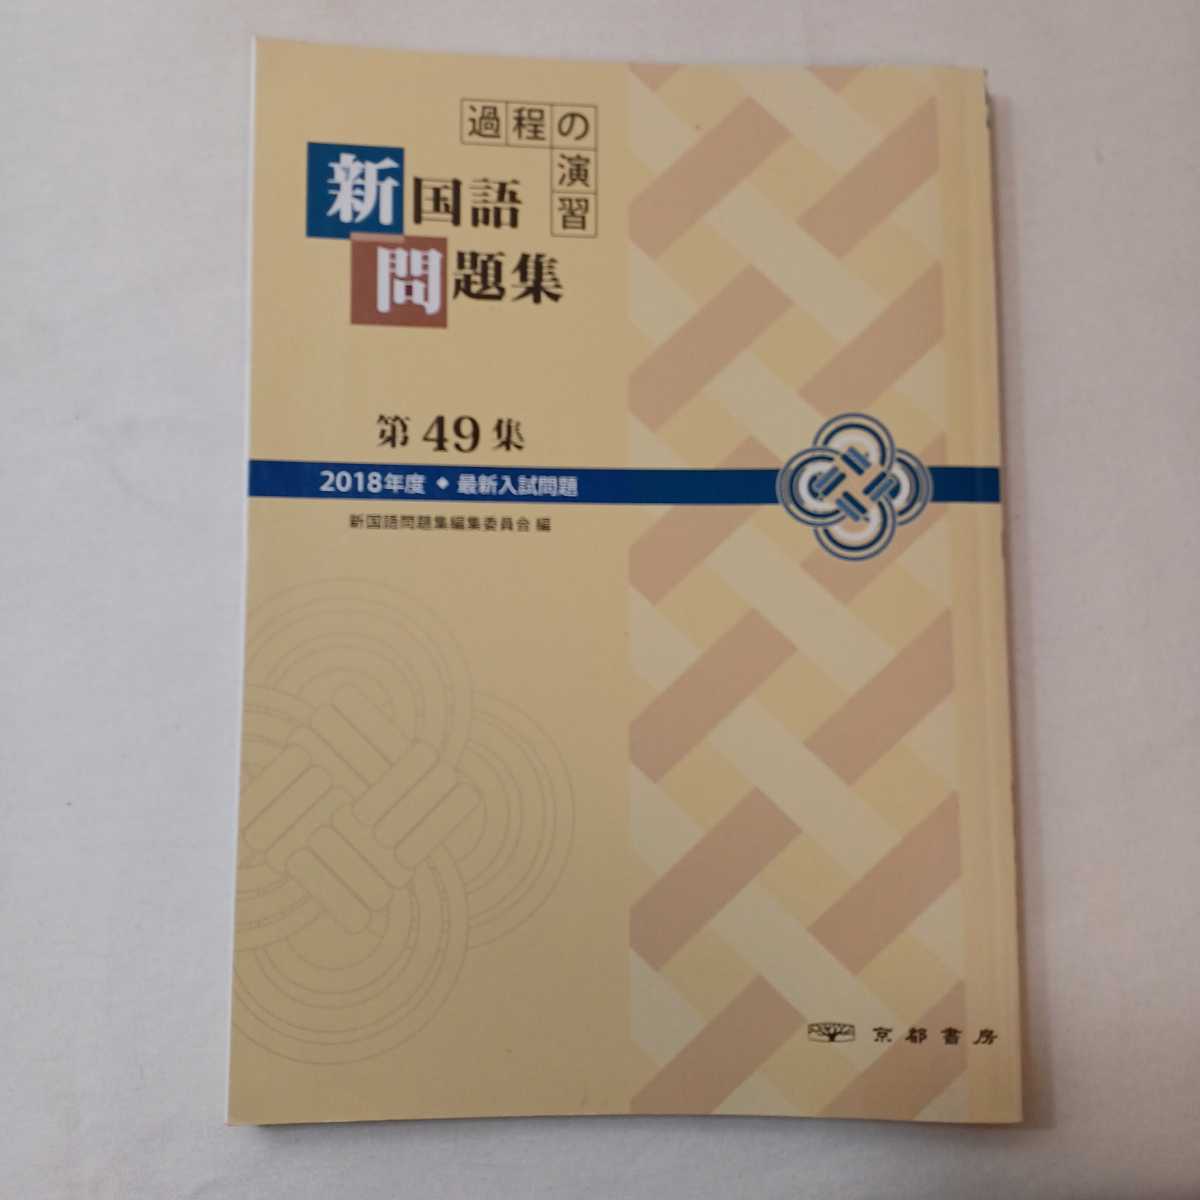 過程の
演習
新国語
問題集
第49集
2018年度◆最新入試問題
新国語問題集編集委員会 編
京都書房